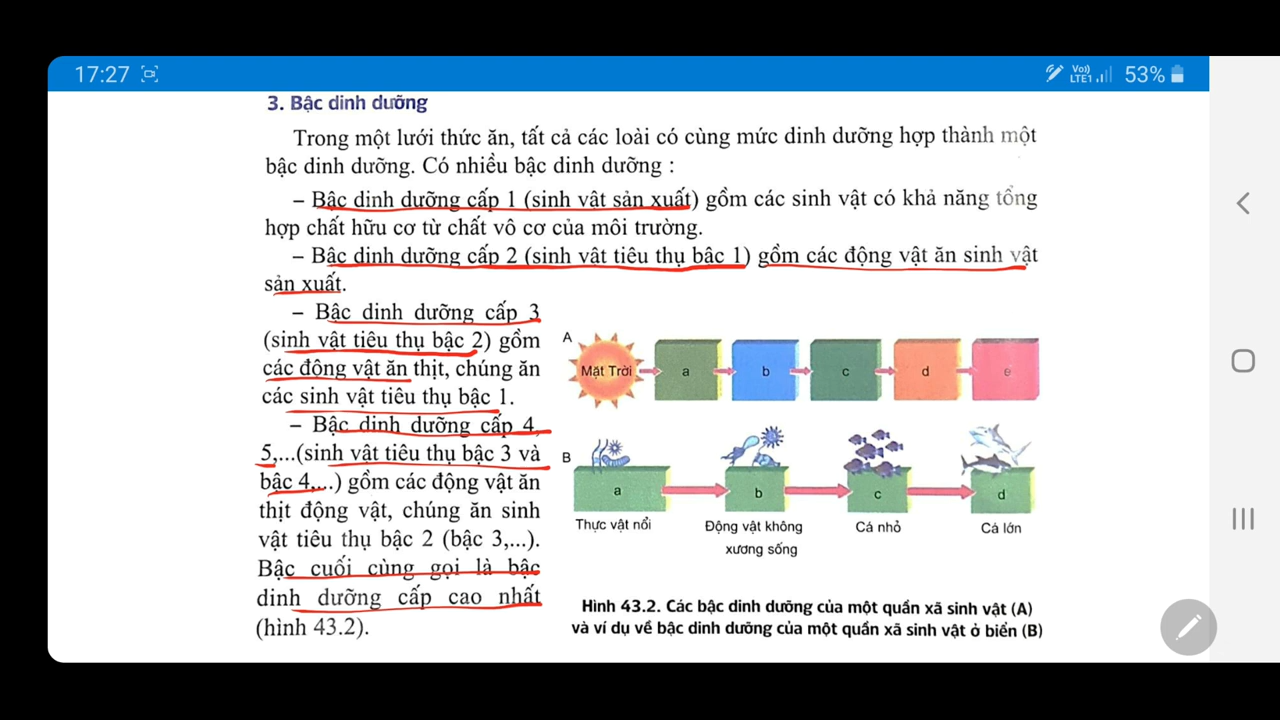 17:27
Vo)) LTE1 53%
3. Bậc dinh dưỡng
Trong một lưới thức ăn, tất cả các loài có cùng mức dinh dưỡng hợp thành một
bậc dinh dưỡng. Có nhiều bậc dinh dưỡng :
– Bậc dinh dưỡng cấp 1 (sinh vật sản xuất) gồm các sinh vật có khả năng tổng
hợp chất hữu cơ từ chất vô cơ của môi trường.
– Bậc dinh dưỡng cấp 2 (sinh vật tiêu thụ bậc 1) gồm các động vật ăn sinh vật
sản xuất.
– Bậc dinh dưỡng cấp 3
(sinh vật tiêu thụ bậc 2) gồm
các động vật ăn thịt, chúng ăn
các sinh vật tiêu thụ bậc 1.
– Bậc dinh dưỡng cấp 4,
5,...(sinh vật tiêu thụ bậc 3 và
bậc 4,...) gồm các động vật ăn
thịt động vật, chúng ăn sinh
vật tiêu thụ bậc 2 (bậc 3,...).
Bậc cuối cùng gọi là bậc
dinh dưỡng cấp cao nhất
(hình 43.2).
A
Mặt Trời a b c d e
B
a b c d
Thực vật nổi Động vật không xương sống Cá nhỏ Cá lớn
Hình 43.2. Các bậc dinh dưỡng của một quần xã sinh vật (A)
và ví dụ về bậc dinh dưỡng của một quần xã sinh vật ở biển (B)